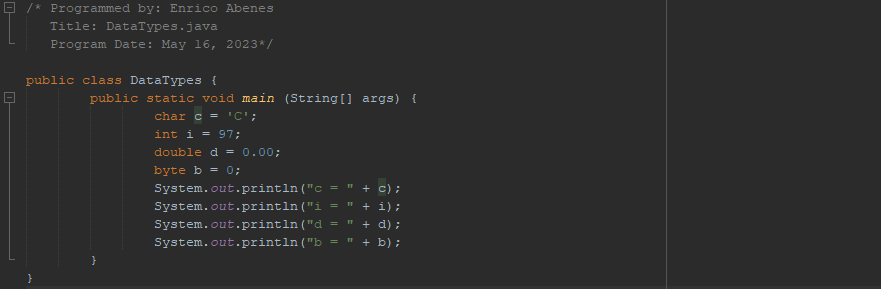 /* Programmed by: Enrico Abenes
Title: DataTypes.java
Program Date: May 16, 2023*/
public class DataTypes {
public static void main (String[] args) {
char c = 'C';
int i = 97;
double d = 0.00;
byte b = 0;
System.out.println("c = " + c);
System.out.println("i = " + i);
System.out.println("d = " + d);
System.out.println("b = " + b);
}
}